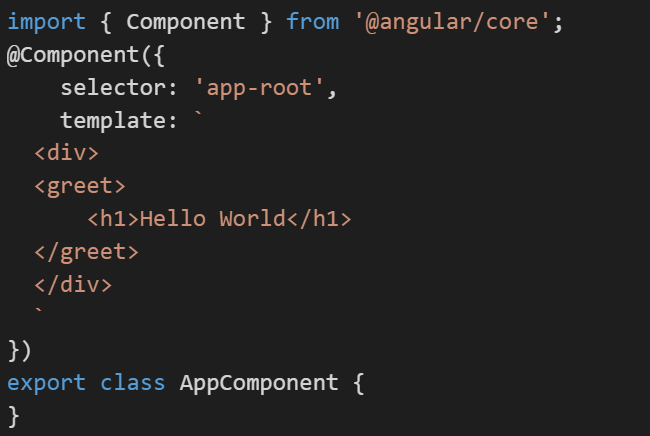 import { Component } from '@angular/core';
@Component({
    selector: 'app-root',
    template: `
  <div>
  <greet>
      <h1>Hello World</h1>
  </greet>
  </div>
  `
})
export class AppComponent {
}